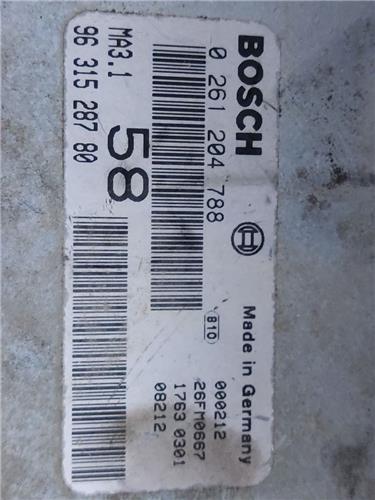 BOSCH
0 261 204 788
MA3.1
96 315 287 80
58
Made in Germany
810
000212
26FM0667
1763 0301
08212